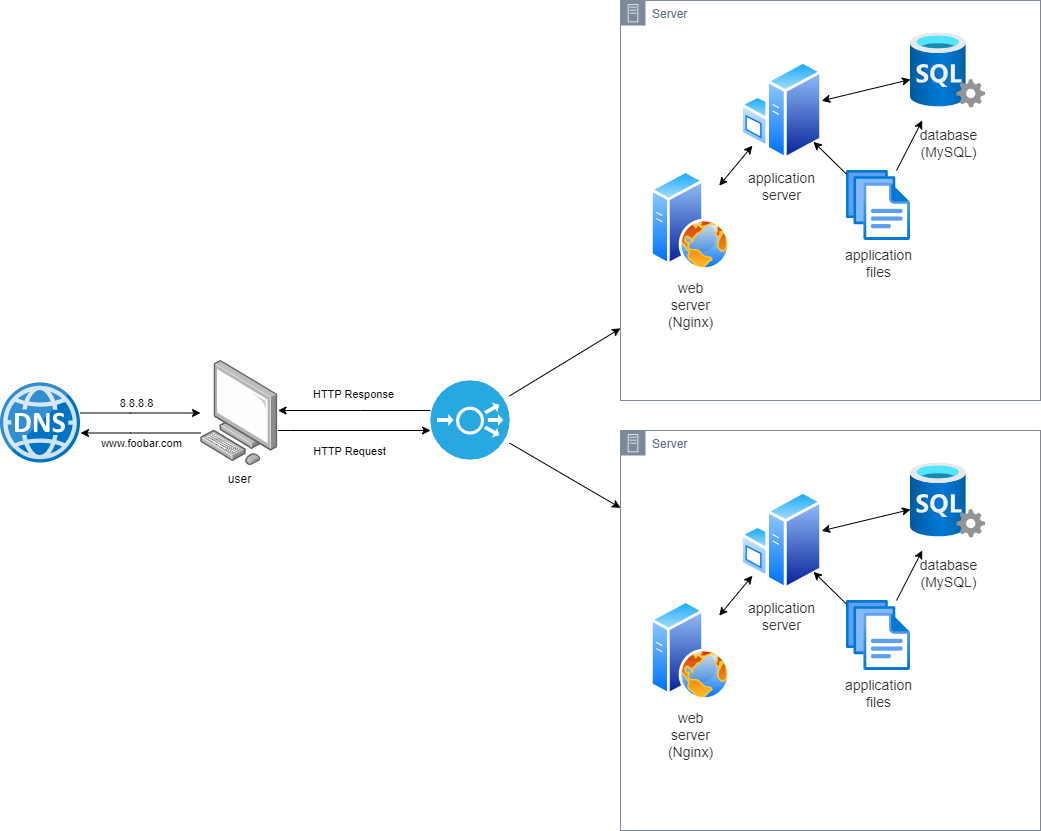 Server
SQL
database
(MySQL)
application
server
application
files
web
server
(Nginx)
DNS
8.8.8.8
www.foobar.com
user
HTTP Response
HTTP Request
Server
SQL
database
(MySQL)
application
server
application
files
web
server
(Nginx)